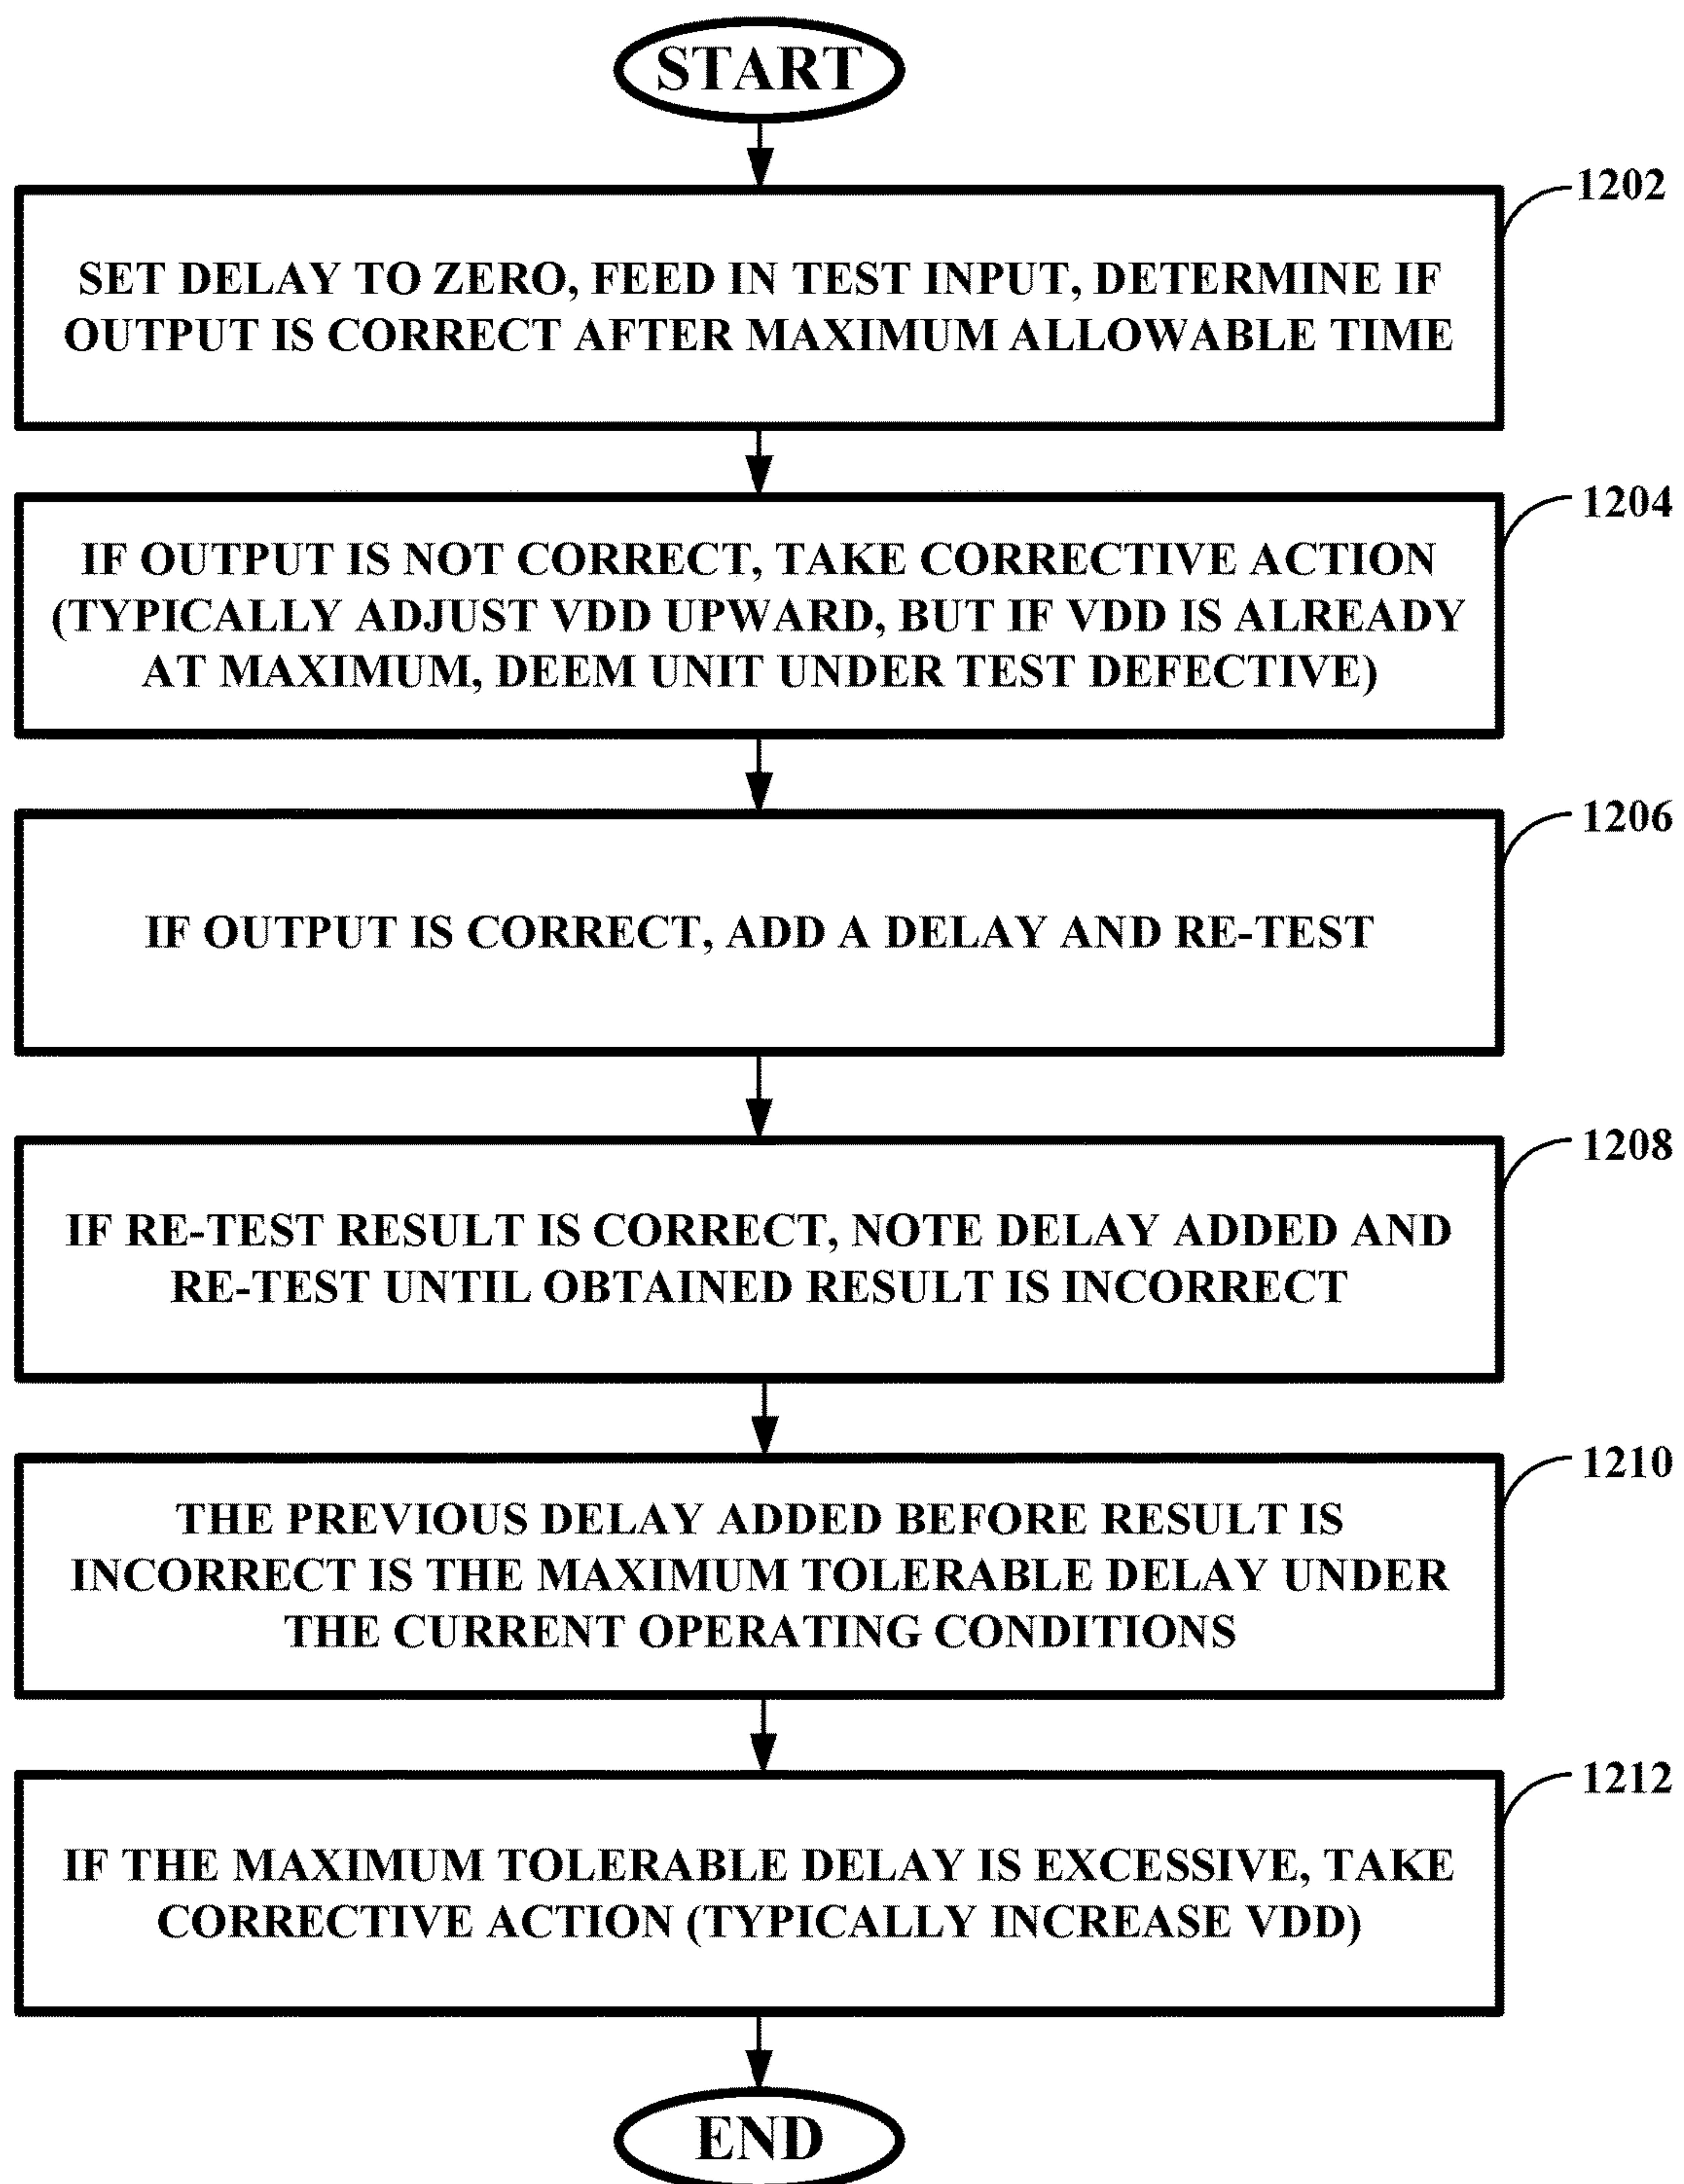 START
1202
SET DELAY TO ZERO, FEED IN TEST INPUT, DETERMINE IF
OUTPUT IS CORRECT AFTER MAXIMUM ALLOWABLE TIME
1204
IF OUTPUT IS NOT CORRECT, TAKE CORRECTIVE ACTION
(TYPICALLY ADJUST VDD UPWARD, BUT IF VDD IS ALREADY
AT MAXIMUM, DEEM UNIT UNDER TEST DEFECTIVE)
1206
IF OUTPUT IS CORRECT, ADD A DELAY AND RE-TEST
1208
IF RE-TEST RESULT IS CORRECT, NOTE DELAY ADDED AND
RE-TEST UNTIL OBTAINED RESULT IS INCORRECT
1210
THE PREVIOUS DELAY ADDED BEFORE RESULT IS
INCORRECT IS THE MAXIMUM TOLERABLE DELAY UNDER
THE CURRENT OPERATING CONDITIONS
1212
IF THE MAXIMUM TOLERABLE DELAY IS EXCESSIVE, TAKE
CORRECTIVE ACTION (TYPICALLY INCREASE VDD)
END